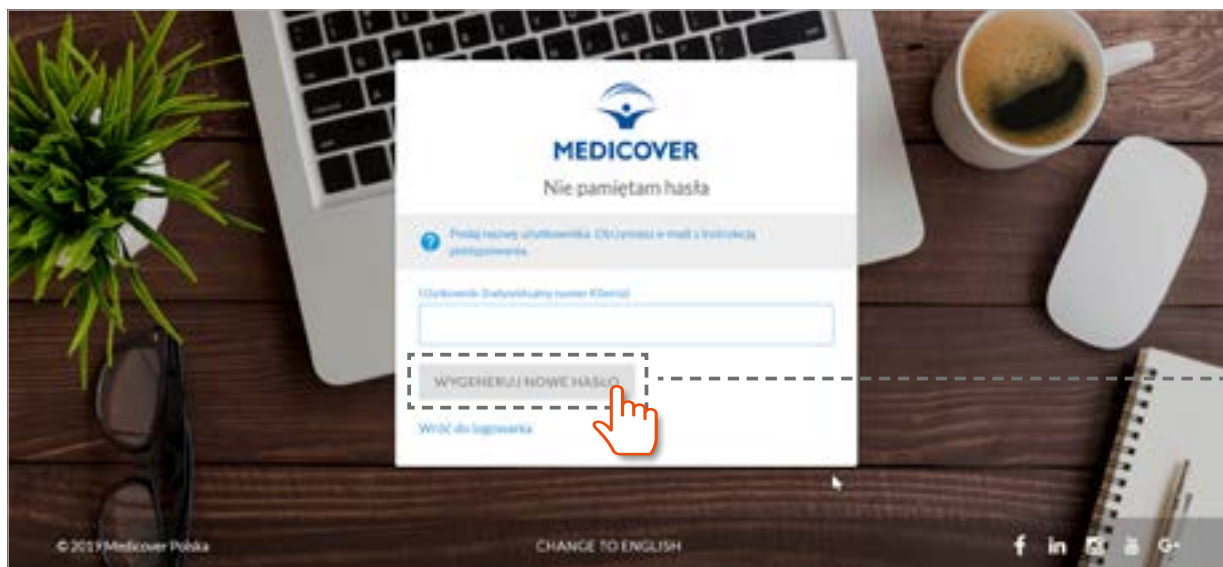 MEDICOVER
Nie pamiętam hasła
Podaj nazwę użytkownika. Otrzymasz e-mail z instrukcją
postępowania.
Użytkownik (Indywidualny numer Klienta)
WYGENERUJ NOWE HASŁO
Wróć do logowania
© 2019 Medicover Polska
CHANGE TO ENGLISH
f in G+